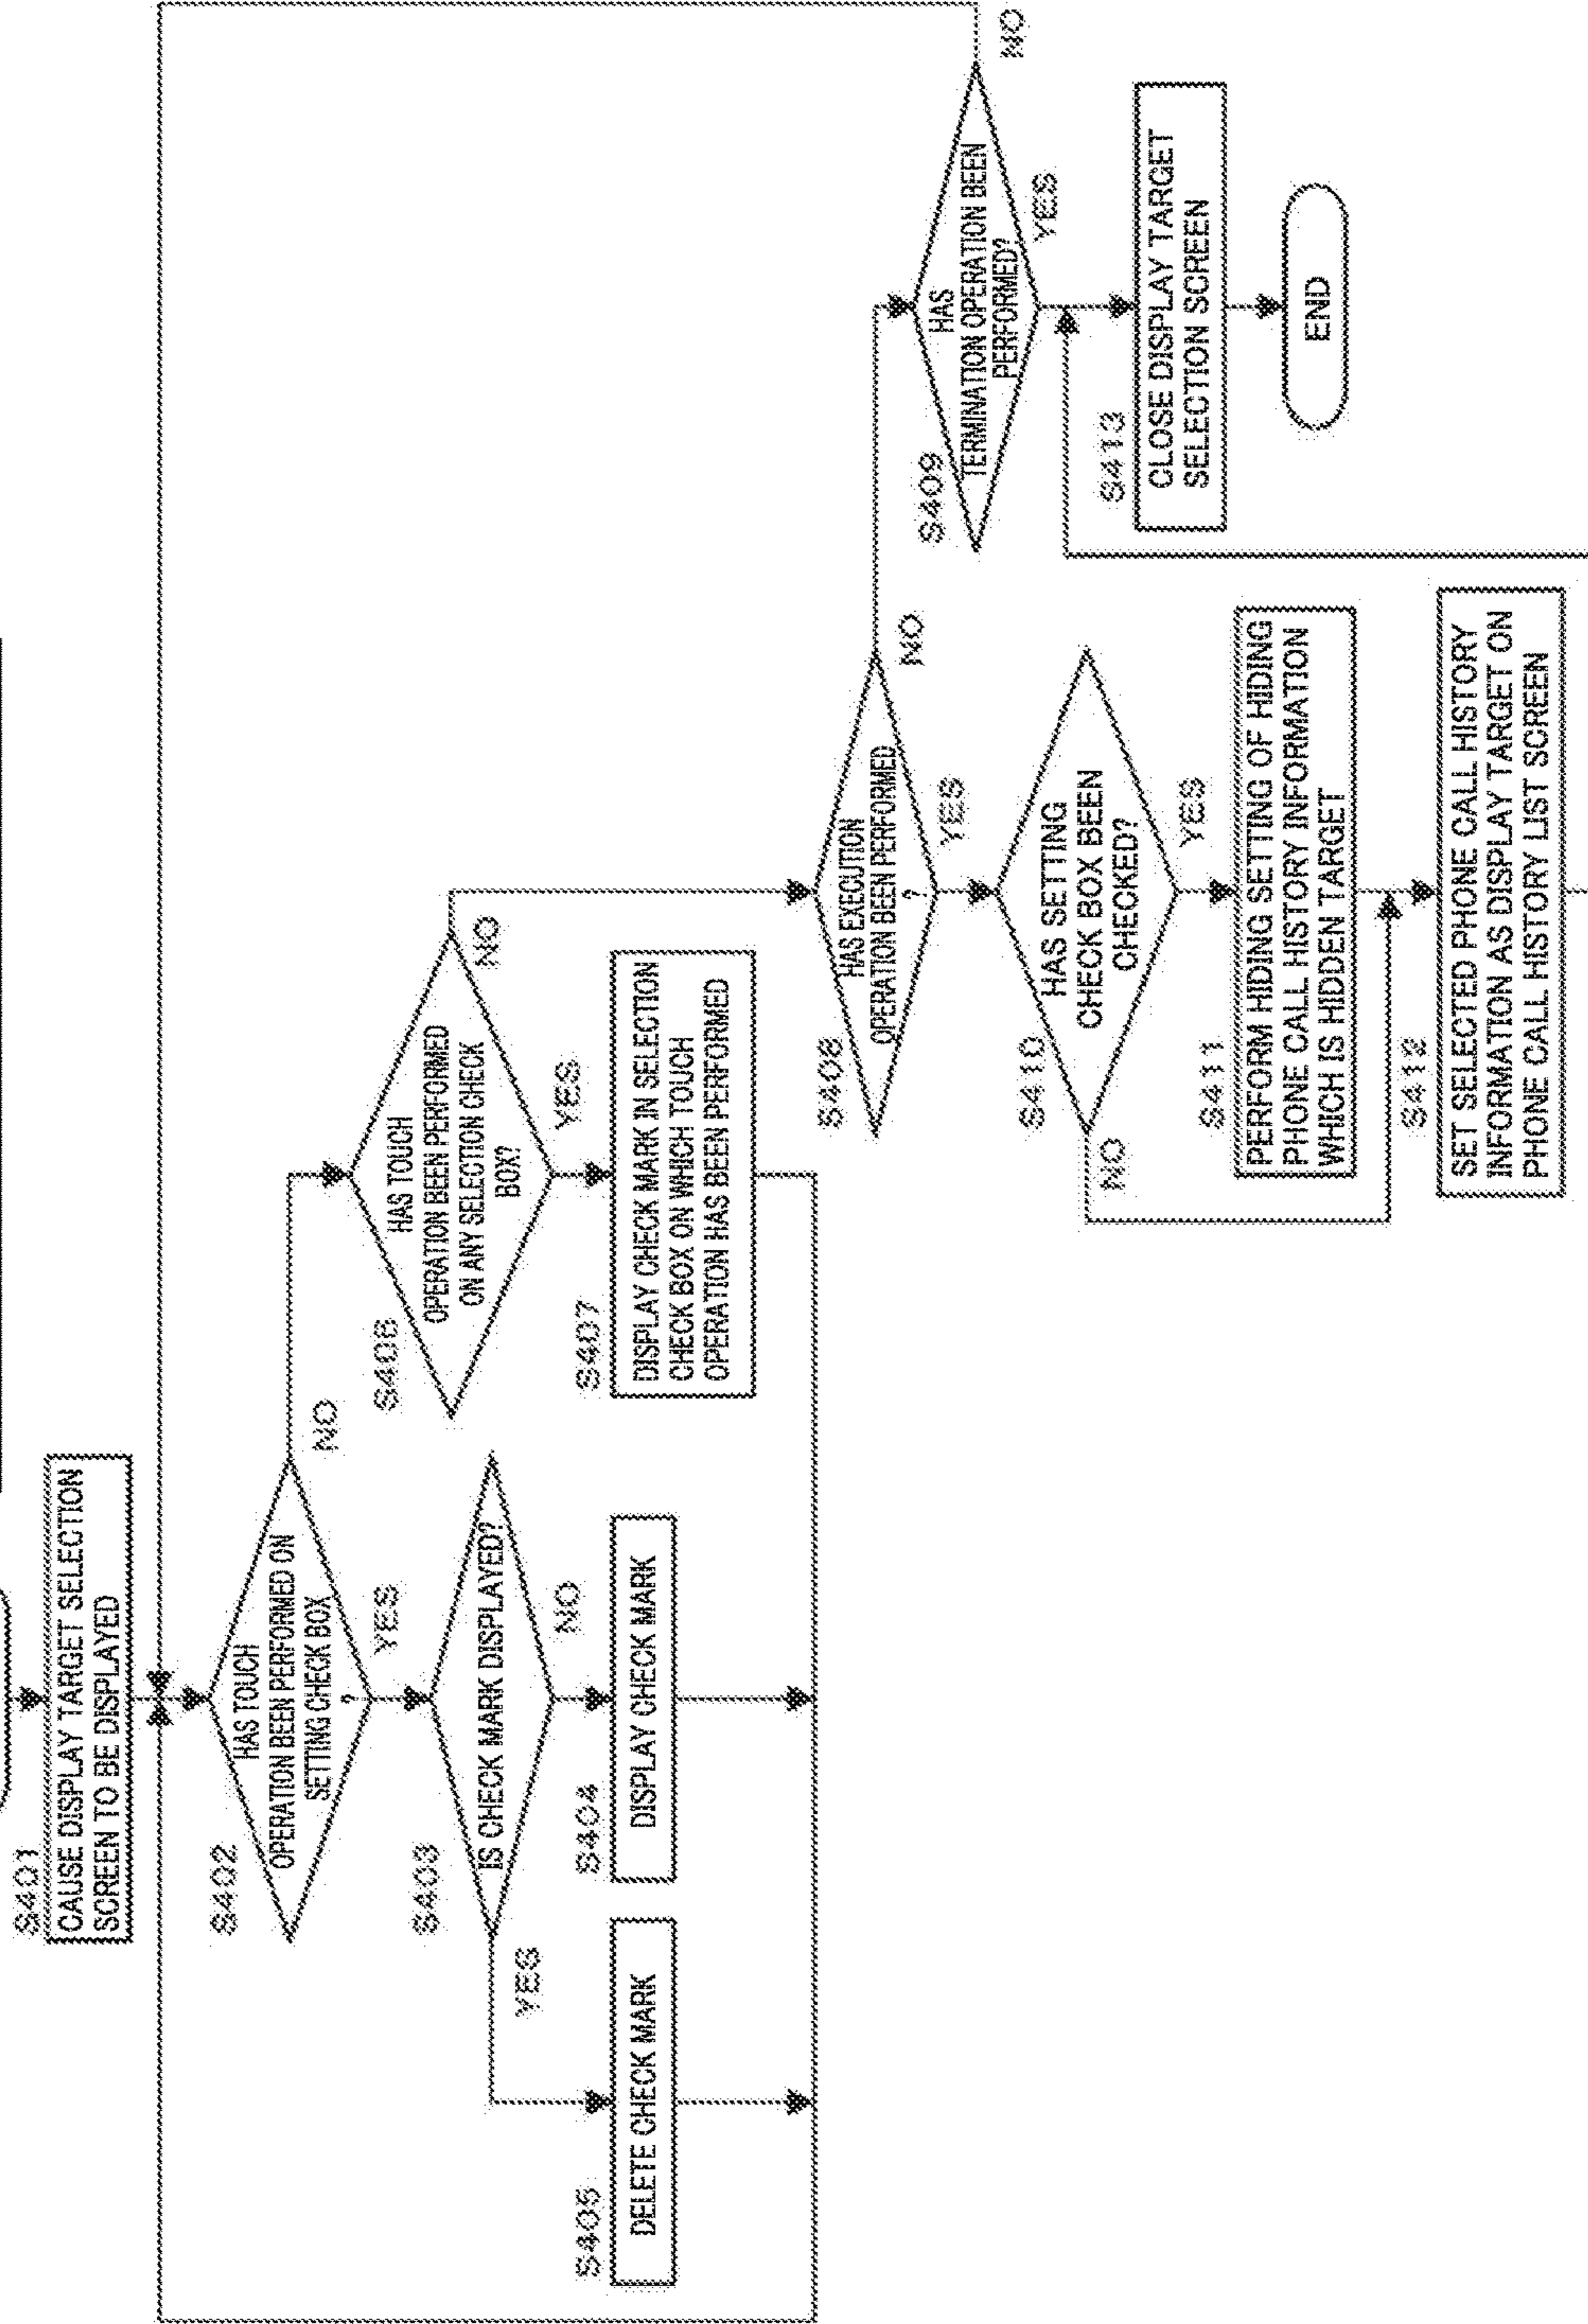 S401
CAUSE DISPLAY TARGET SELECTION
SCREEN TO BE DISPLAYED
S402
HAS TOUCH
OPERATION BEEN PERFORMED ON
SETTING CHECK BOX
?
NO
YES
S403
IS CHECK MARK DISPLAYED?
YES
NO
S405
DELETE CHECK MARK
S404
DISPLAY CHECK MARK
S406
HAS TOUCH
OPERATION BEEN PERFORMED
ON ANY SELECTION CHECK
BOX?
NO
YES
S407
DISPLAY CHECK MARK IN SELECTION
CHECK BOX ON WHICH TOUCH
OPERATION HAS BEEN PERFORMED
S408
HAS EXECUTION
OPERATION BEEN PERFORMED
?
NO
YES
S410
HAS SETTING
CHECK BOX BEEN
CHECKED?
NO
YES
S411
PERFORM HIDING SETTING OF HIDING
PHONE CALL HISTORY INFORMATION
WHICH IS HIDDEN TARGET
S412
SET SELECTED PHONE CALL HISTORY
INFORMATION AS DISPLAY TARGET ON
PHONE CALL HISTORY LIST SCREEN
S409
HAS
TERMINATION OPERATION BEEN
PERFORMED?
NO
YES
S413
CLOSE DISPLAY TARGET
SELECTION SCREEN
END